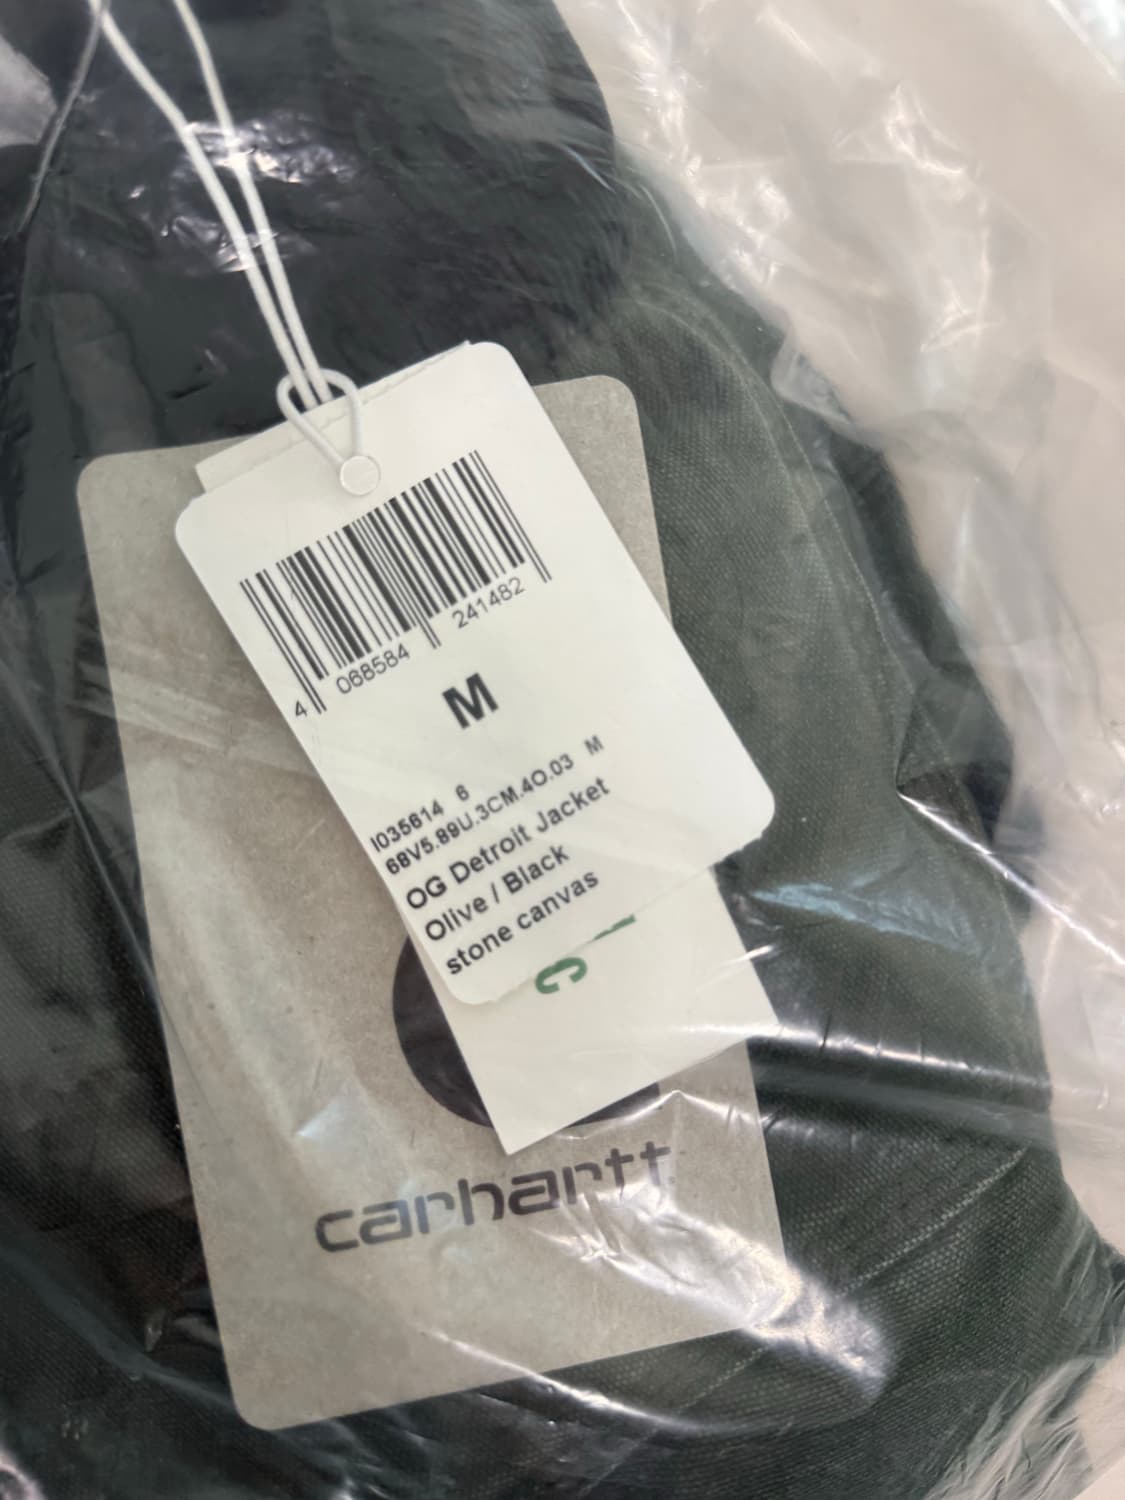 4 068584 241482
M
I035614 6
68V5.89U.3CM.4O.03 M
OG Detroit Jacket
Olive / Black
stone canvas
carhartt